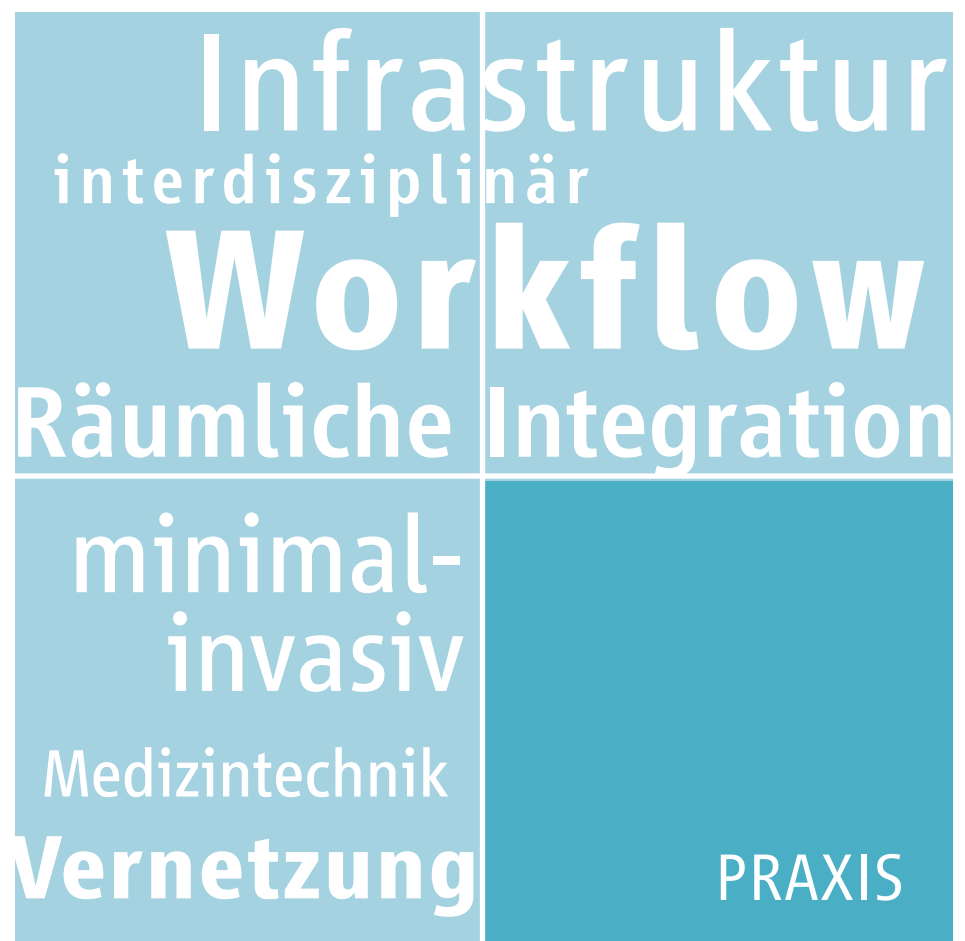 Infrastruktur
interdisziplinär
Workflow
Räumliche Integration
minimal-
invasiv
Medizintechnik
Vernetzung
PRAXIS